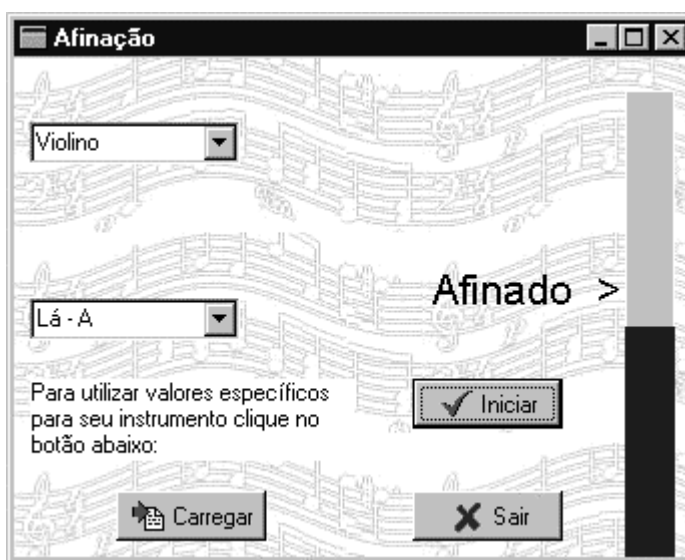 Afinação
Violino
Afinado >
Lá - A
Para utilizar valores específicos
para seu instrumento clique no
botão abaixo:
Iniciar
Carregar
Sair